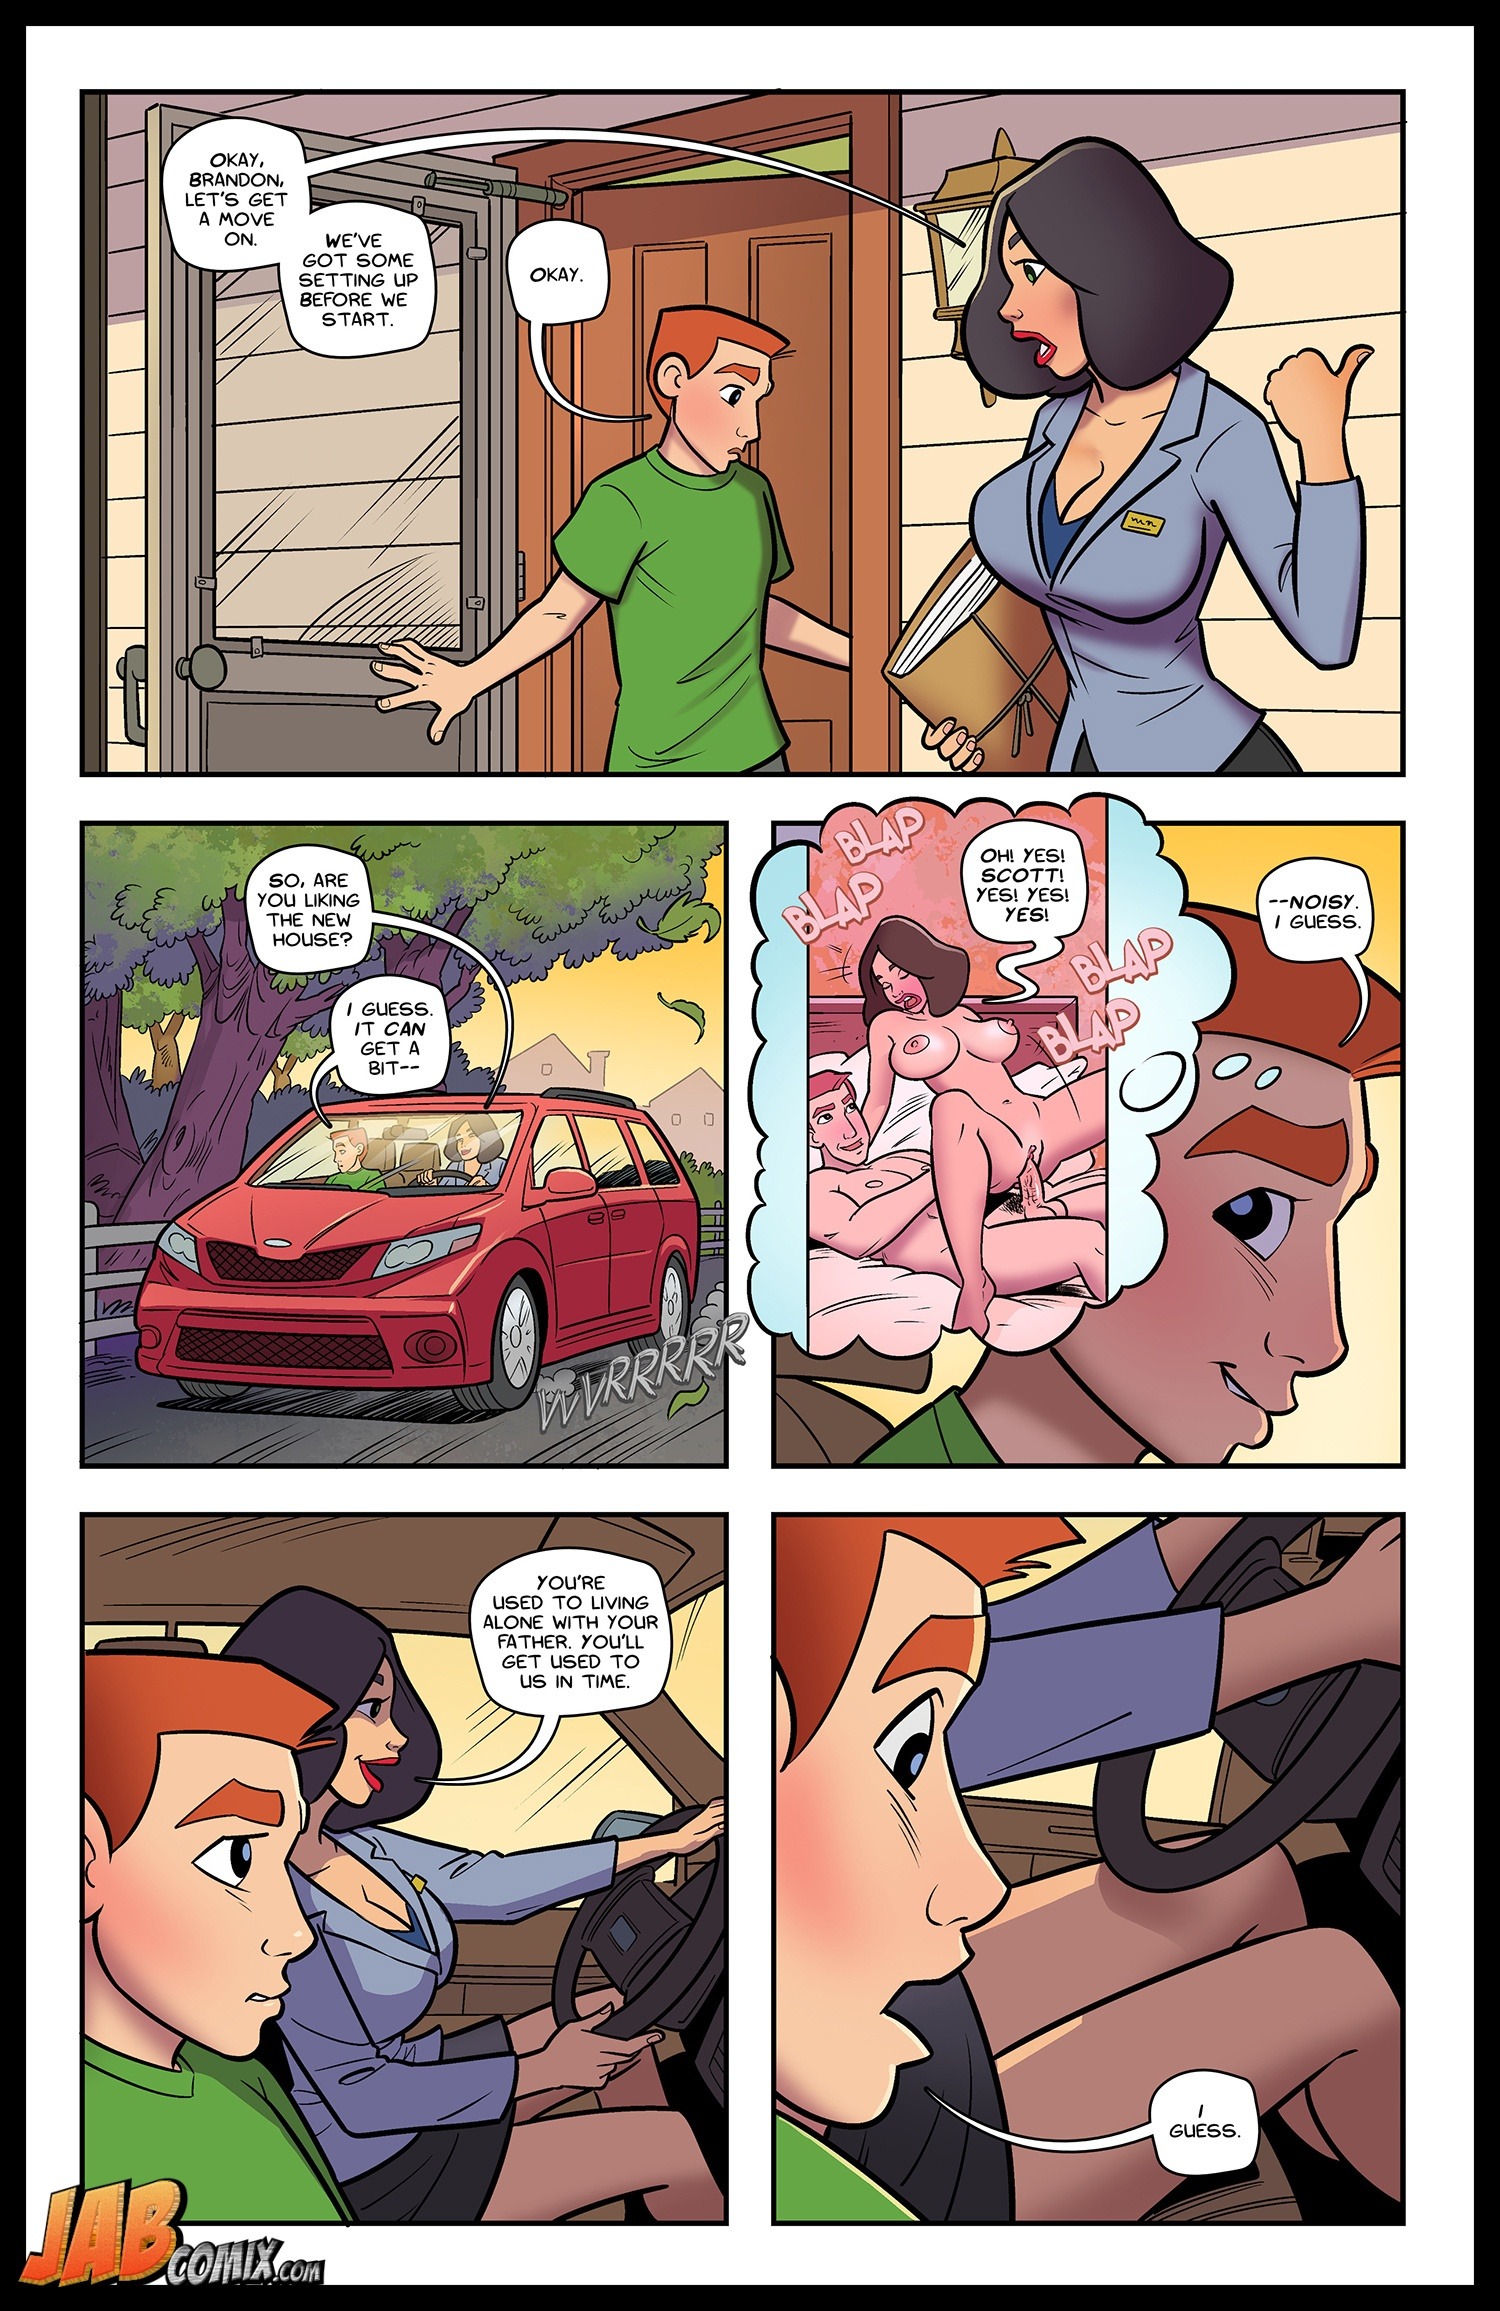 OKAY,
BRANDON,
LET'S GET
A MOVE
ON.
WE'VE
GOT SOME
SETTING UP
BEFORE WE
START.
OKAY.
SO, ARE
YOU LIKING
THE NEW
HOUSE?
I GUESS.
IT CAN
GET A
BIT--
WVRRRRR
BLAP
BLAP
OH! YES!
SCOTT!
YES! YES!
YES!
BLAP
BLAP
--NOISY.
I GUESS.
YOU'RE
USED TO LIVING
ALONE WITH YOUR
FATHER. YOU'LL
GET USED TO
US IN TIME.
I
GUESS.
JABCOMIX.COM